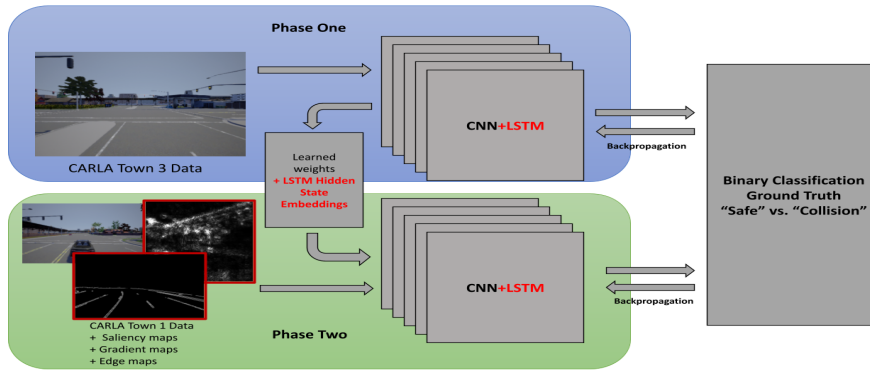 Phase One
CARLA Town 3 Data
CNN+LSTM
Backpropagation
Learned
weights
+ LSTM Hidden
State
Embeddings
Binary Classification
Ground Truth
“Safe” vs. “Collision”
CNN+LSTM
Backpropagation
CARLA Town 1 Data
+ Saliency maps
+ Gradient maps
+ Edge maps
Phase Two